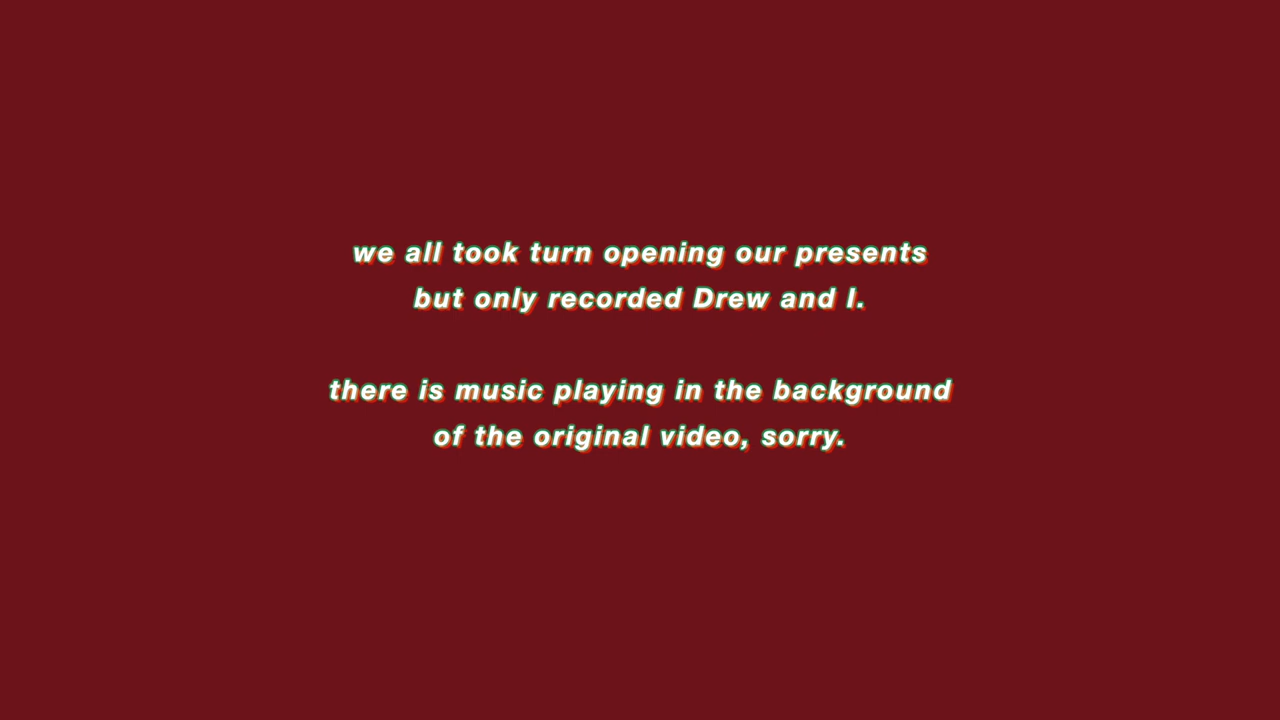 we all took turn opening our presents
but only recorded Drew and I.
there is music playing in the background
of the original video, sorry.